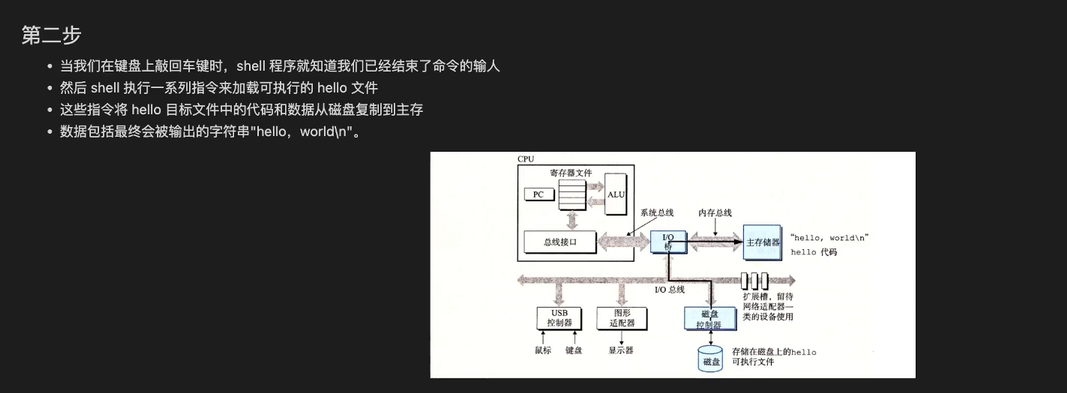 第二步
• 当我们在键盘上敲回车键时，shell 程序就知道我们已经结束了命令的输人
• 然后 shell 执行一系列指令来加载可执行的 hello 文件
• 这些指令将 hello 目标文件中的代码和数据从磁盘复制到主存
• 数据包括最终会被输出的字符串"hello，world\n"。
CPU
寄存器文件
PC
ALU
系统总线
内存总线
总线接口
I/O
桥
主存储器
“hello, world\n”
hello 代码
I/O 总线
扩展槽，留待
网络适配器一
类的设备使用
USB
控制器
图形
适配器
磁盘
控制器
鼠标
键盘
显示器
磁盘
存储在磁盘上的hello
可执行文件